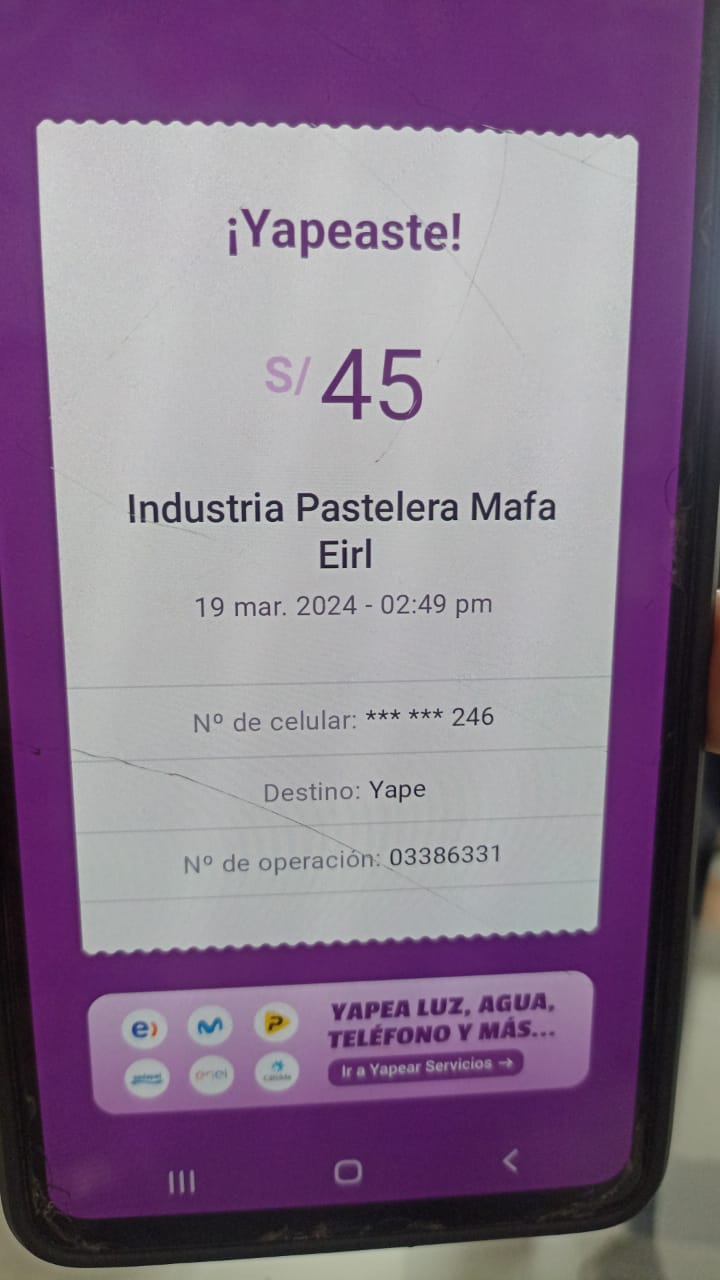 ¡Yapeaste!
S/ 45
Industria Pastelera Mafa
Eirl
19 mar. 2024 - 02:49 pm
Nº de celular: *** *** 246
Destino: Yape
Nº de operación: 03386331
YAPEA LUZ, AGUA,
TELÉFONO Y MÁS...
Ir a Yapear Servicios →
e)
enel